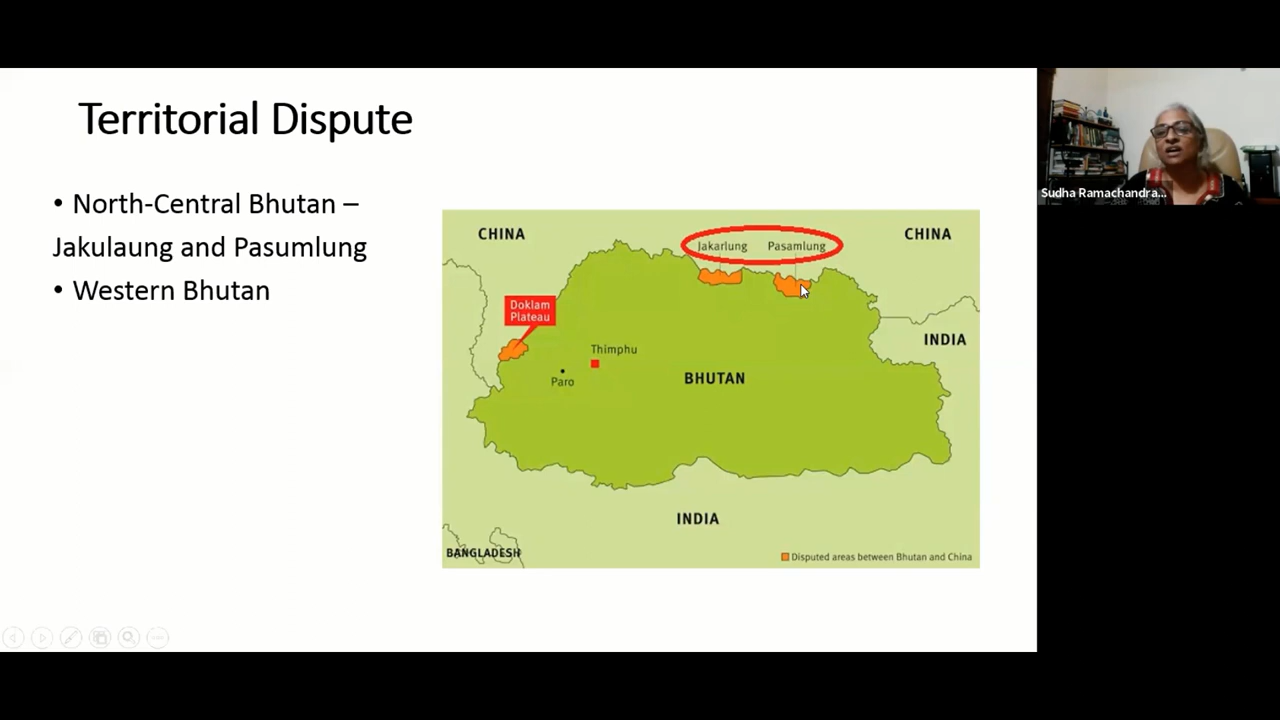 Territorial Dispute
• North-Central Bhutan –
Jakulaung and Pasumlung
• Western Bhutan
CHINA
Jakarlung
Pasamlung
CHINA
Doklam
Plateau
INDIA
Thimphu
Paro
BHUTAN
INDIA
BANGLADESH
Disputed areas between Bhutan and China
Sudha Ramachandra...